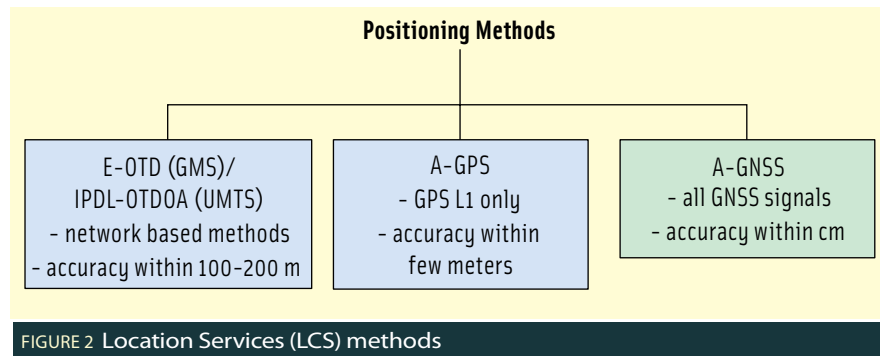 Positioning Methods
E-OTD (GMS)/
IPDL-OTDOA (UMTS)
- network based methods
- accuracy within 100-200 m
A-GPS
- GPS L1 only
- accuracy within
few meters
A-GNSS
- all GNSS signals
- accuracy within cm
FIGURE 2 Location Services (LCS) methods